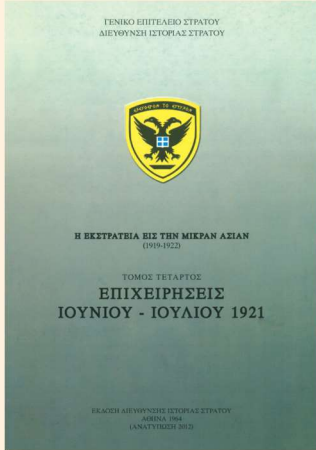 ΓΕΝΙΚΟ ΕΠΙΤΕΛΕΙΟ ΣΤΡΑΤΟΥ
ΔΙΕΥΘΥΝΣΗ ΙΣΤΟΡΙΑΣ ΣΤΡΑΤΟΥ
Η ΕΚΣΤΡΑΤΕΙΑ ΕΙΣ ΤΗΝ ΜΙΚΡΑΝ ΑΣΙΑΝ
(1919-1922)
ΤΟΜΟΣ ΤΕΤΑΡΤΟΣ
ΕΠΙΧΕΙΡΗΣΕΙΣ
ΙΟΥΝΙΟΥ - ΙΟΥΛΙΟΥ 1921
ΕΚΔΟΣΗ ΔΙΕΥΘΥΝΣΗΣ ΙΣΤΟΡΙΑΣ ΣΤΡΑΤΟΥ
ΑΘΗΝΑ 1964
(ΑΝΑΤΥΠΩΣΗ 2012)